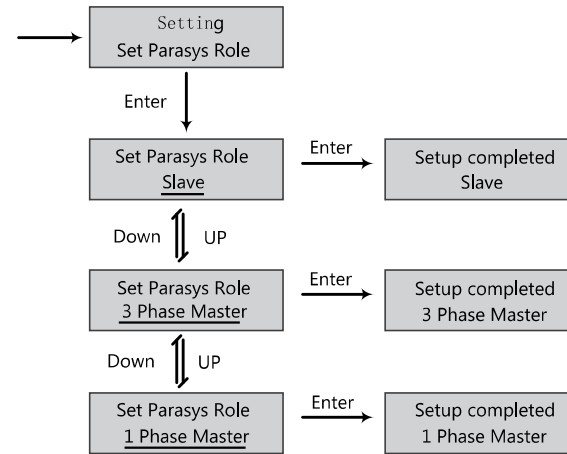 Setting
Set Parasys Role
Enter
Set Parasys Role
Slave
Enter
Setup completed
Slave
Down
UP
Set Parasys Role
3 Phase Master
Enter
Setup completed
3 Phase Master
Down
UP
Set Parasys Role
1 Phase Master
Enter
Setup completed
1 Phase Master